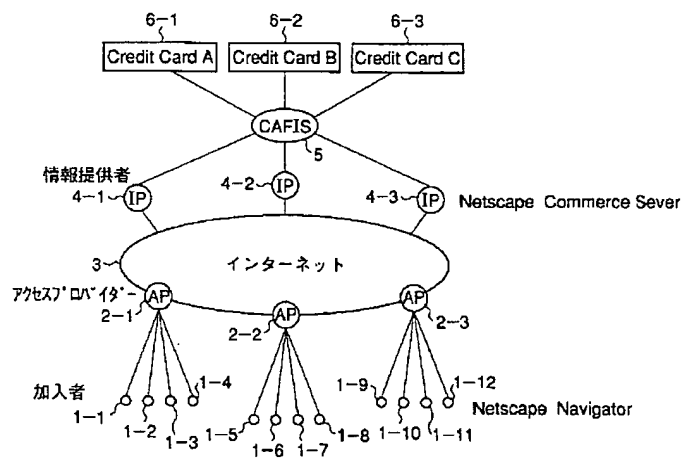 6-1 6-2 6-3
Credit Card A Credit Card B Credit Card C
CAFIS
5
情報提供者
4-1 IP 4-2 IP 4-3 IP Netscape Commerce Sever
3 インターネット
アクセスプロバイダー AP AP AP
2-1 2-2 2-3
加入者
1-1 1-2 1-3 1-4
1-5 1-6 1-7 1-8
1-9 1-10 1-11 1-12
Netscape Navigator